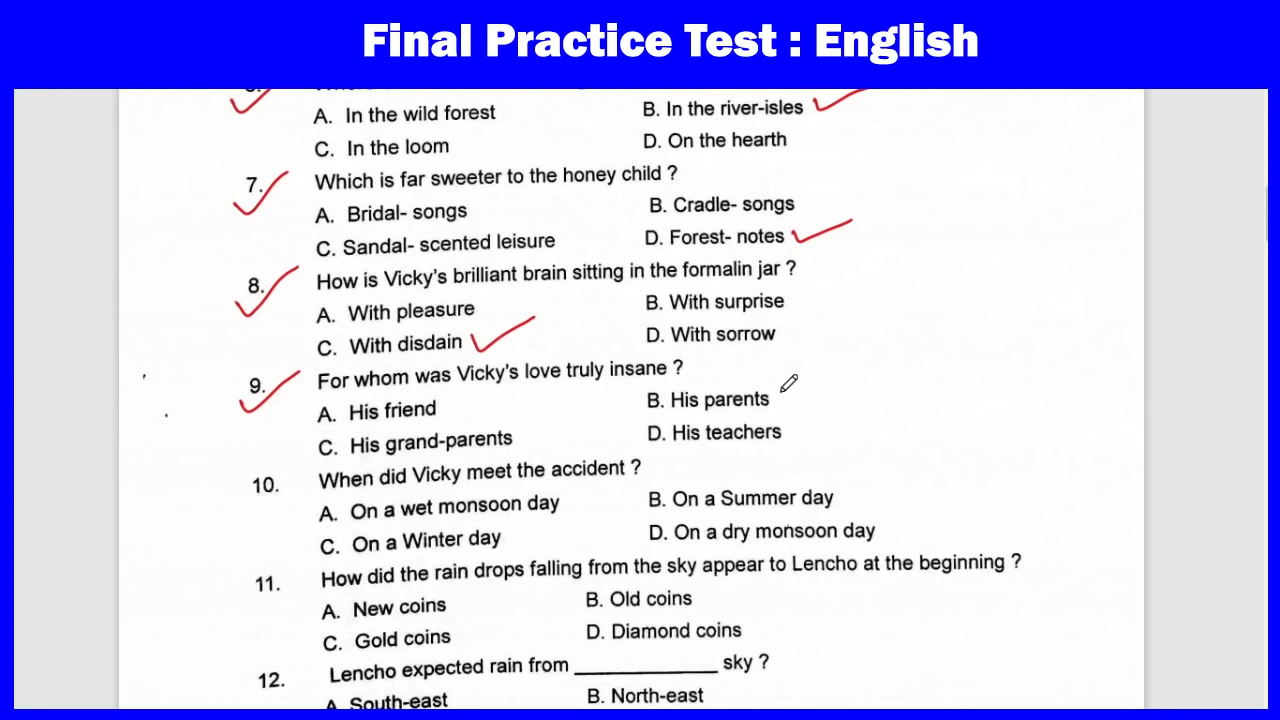 Final Practice Test : English
A. In the wild forest B. In the river-isles
C. In the loom D. On the hearth
7. Which is far sweeter to the honey child ?
A. Bridal- songs B. Cradle- songs
C. Sandal- scented leisure D. Forest- notes
8. How is Vicky's brilliant brain sitting in the formalin jar ?
A. With pleasure B. With surprise
C. With disdain D. With sorrow
9. For whom was Vicky's love truly insane ?
A. His friend B. His parents
C. His grand-parents D. His teachers
10. When did Vicky meet the accident ?
A. On a wet monsoon day B. On a Summer day
C. On a Winter day D. On a dry monsoon day
11. How did the rain drops falling from the sky appear to Lencho at the beginning ?
A. New coins B. Old coins
C. Gold coins D. Diamond coins
12. Lencho expected rain from ____________ sky ?
A. South-east B. North-east